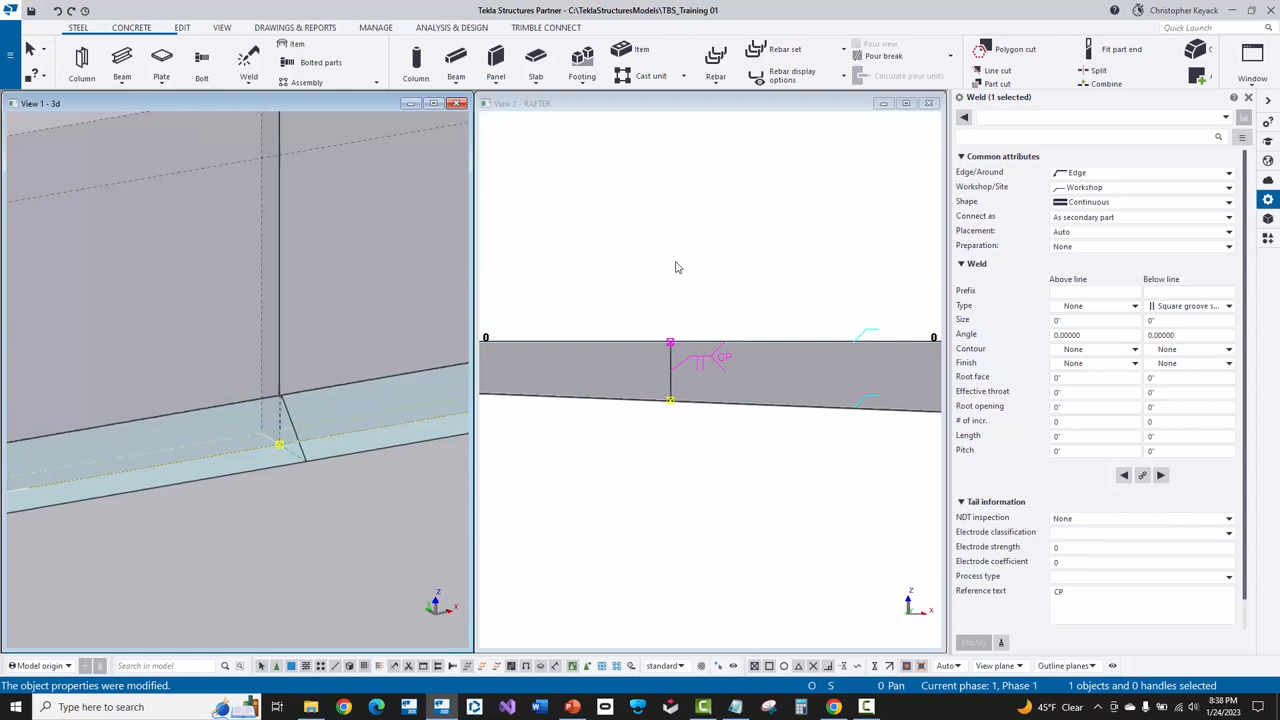 Tekla Structures Partner - C:\TeklaStructuresModels\TBS_Training 01
Christopher Keyack
STEEL CONCRETE EDIT VIEW DRAWINGS & REPORTS MANAGE ANALYSIS & DESIGN TRIMBLE CONNECT
Quick Launch
Column Beam Plate Bolt Weld
Item
Bolted parts
Assembly
Column Beam Panel Slab Footing
Item
Cast unit
Rebar
Rebar set
Rebar display options
Pour view
Pour break
Calculate pour units
Polygon cut
Line cut
Part cut
Fit part end
Split
Combine
Window
View 1 - 3d
View 2 - RAFTER
0 0
CP
z
x
y
z
x
Weld (1 selected)
Common attributes
Edge/Around Edge
Workshop/Site Workshop
Shape Continuous
Connect as As secondary part
Placement: Auto
Preparation: None
Weld
Above line Below line
Prefix
Type None Square groove s...
Size 0" 0"
Angle 0.00000 0.00000
Contour None None
Finish None None
Root face 0" 0"
Effective throat 0" 0"
Root opening 0" 0"
# of incr. 0 0
Length 0" 0"
Pitch 0" 0"
Tail information
NDT inspection None
Electrode classification
Electrode strength 0
Electrode coefficient 0
Process type
Reference text CP
Modify
Model origin
Search in model
standard
Auto
View plane
Outline planes
The object properties were modified.
O S 0 Pan Current phase: 1, Phase 1 1 objects and 0 handles selected
Type here to search
45°F Clear
8:38 PM
1/24/2023